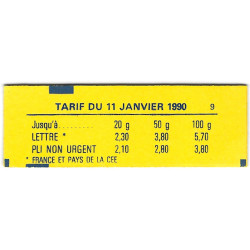 TARIF DU 11 JANVIER 1990 9
Jusqu'à......... 20 g 50 g 100 g
LETTRE * 2,30 3,80 5,70
PLI NON URGENT 2,10 2,80 3,80
* FRANCE ET PAYS DE LA CEE